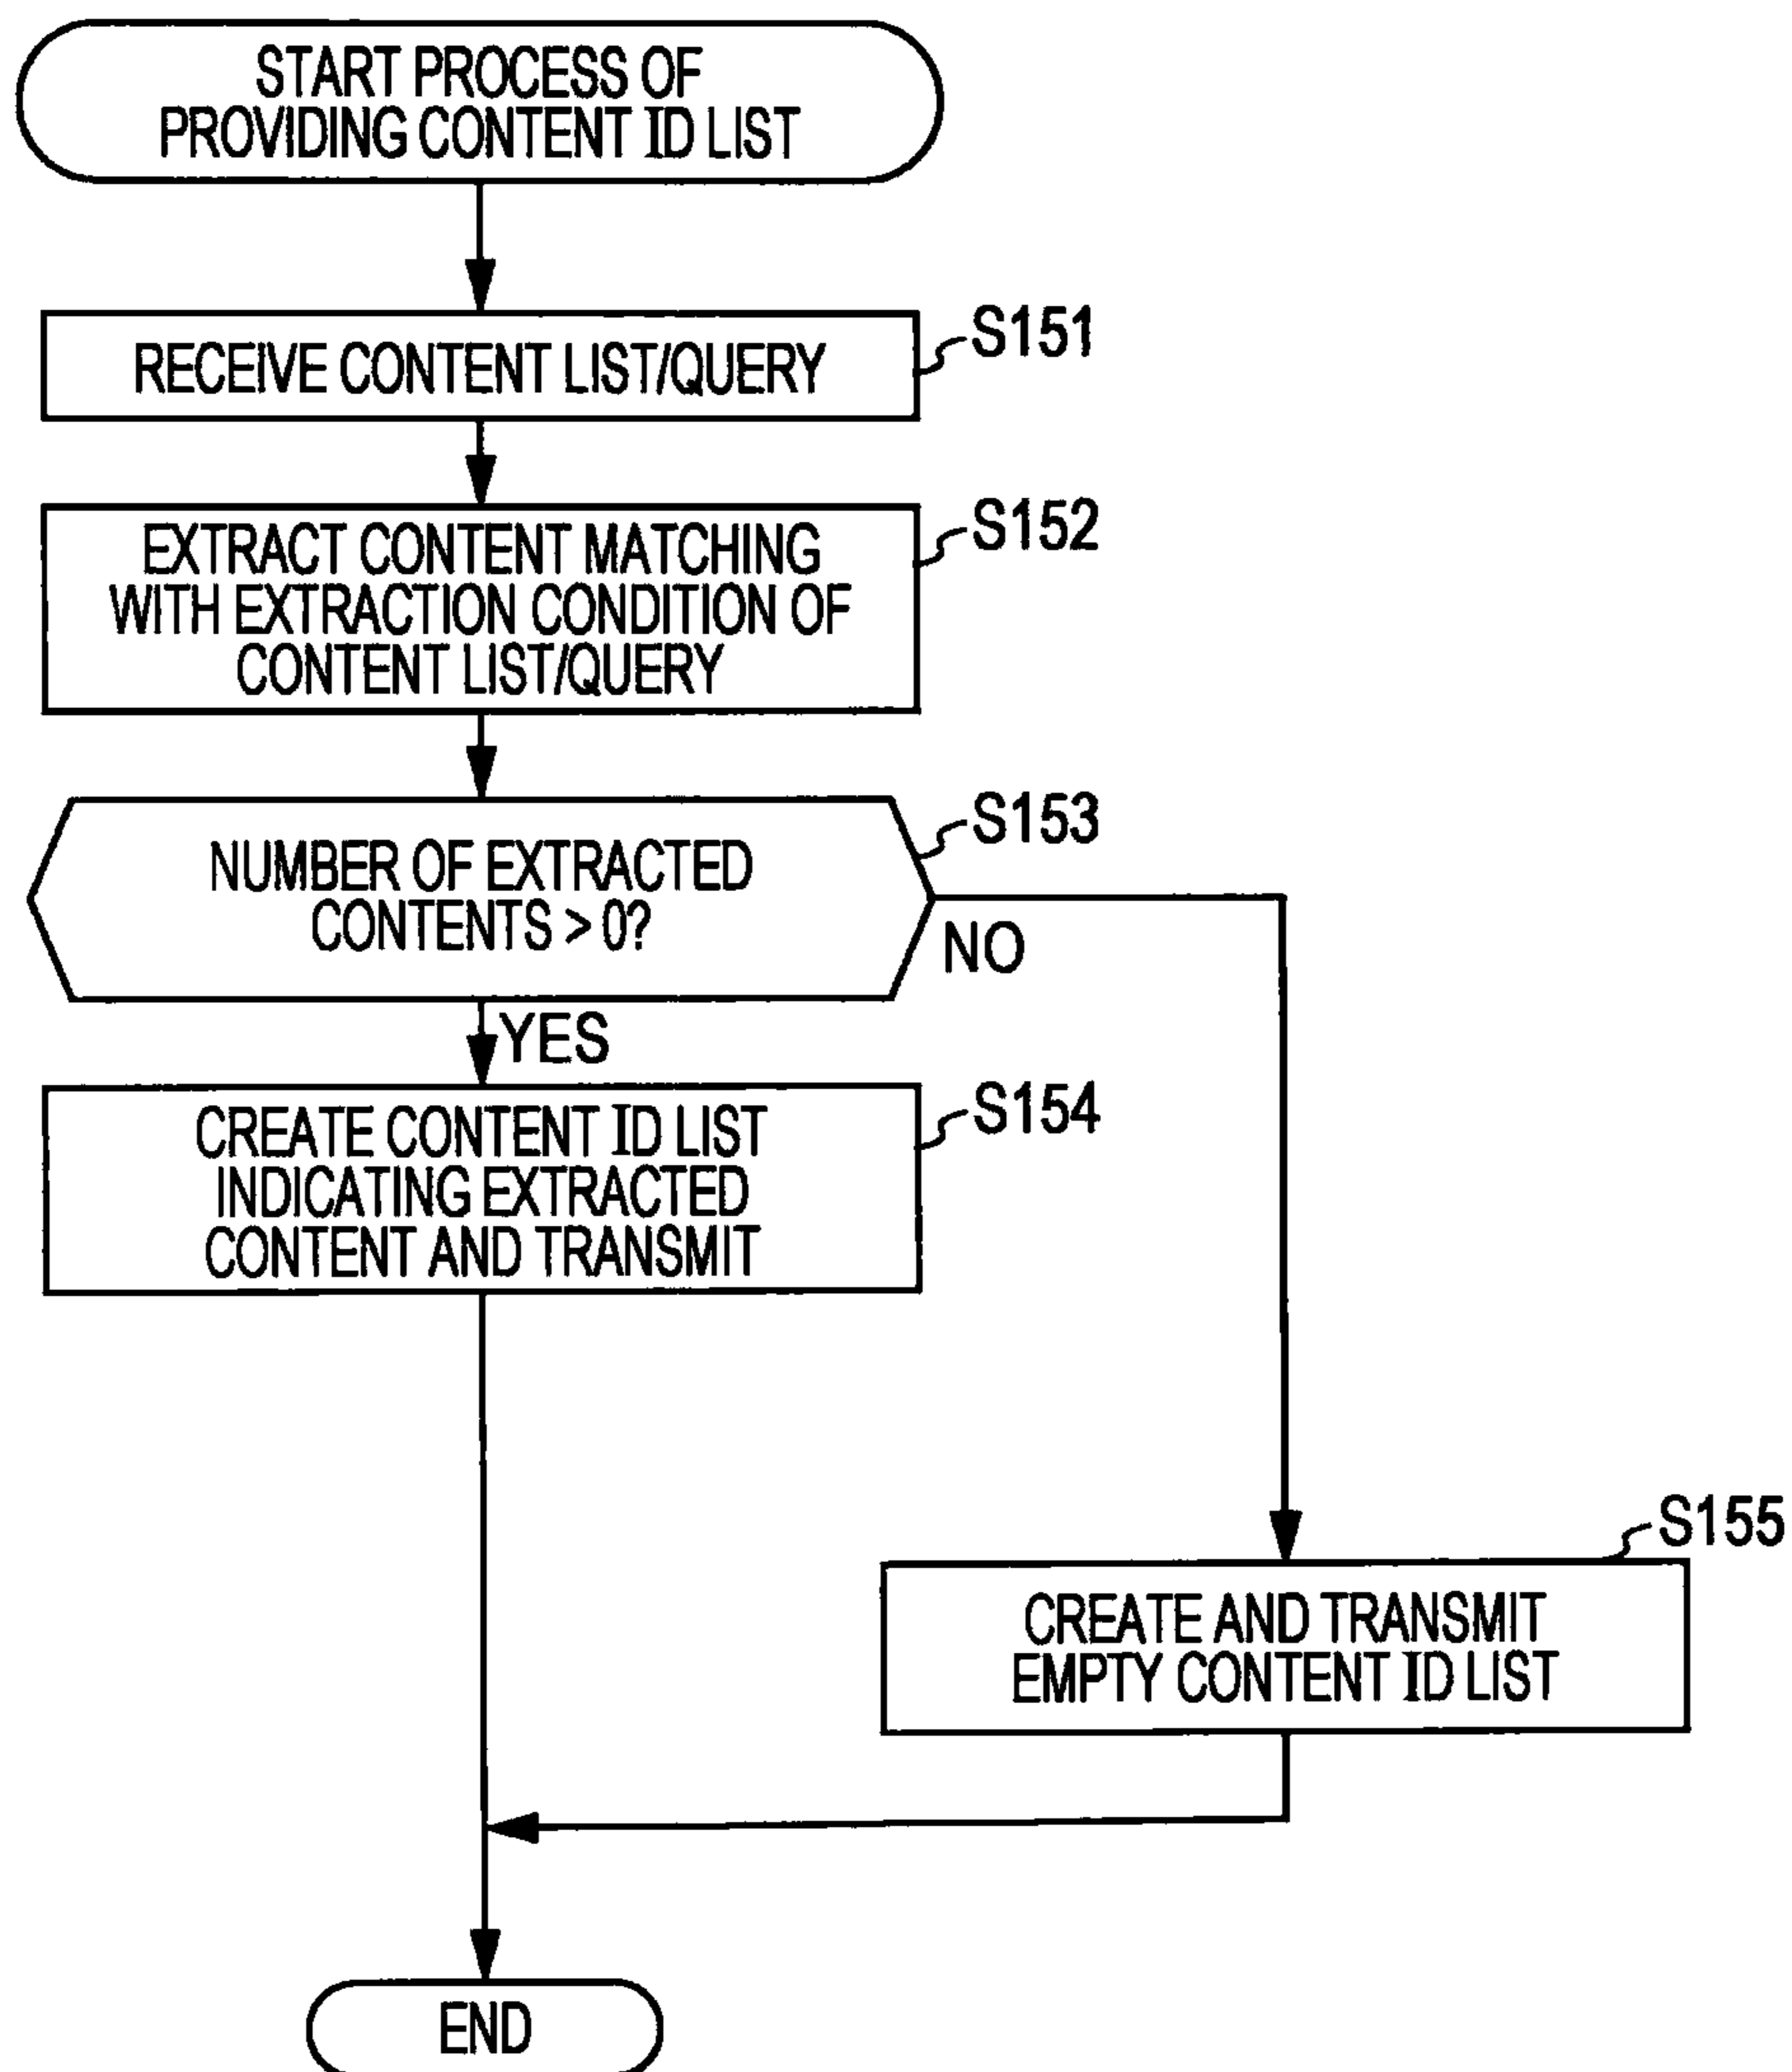 START PROCESS OF
PROVIDING CONTENT ID LIST
RECEIVE CONTENT LIST/QUERY
S151
EXTRACT CONTENT MATCHING
WITH EXTRACTION CONDITION OF
CONTENT LIST/QUERY
S152
NUMBER OF EXTRACTED
CONTENTS > 0?
S153
NO
YES
CREATE CONTENT ID LIST
INDICATING EXTRACTED
CONTENT AND TRANSMIT
S154
S155
CREATE AND TRANSMIT
EMPTY CONTENT ID LIST
END